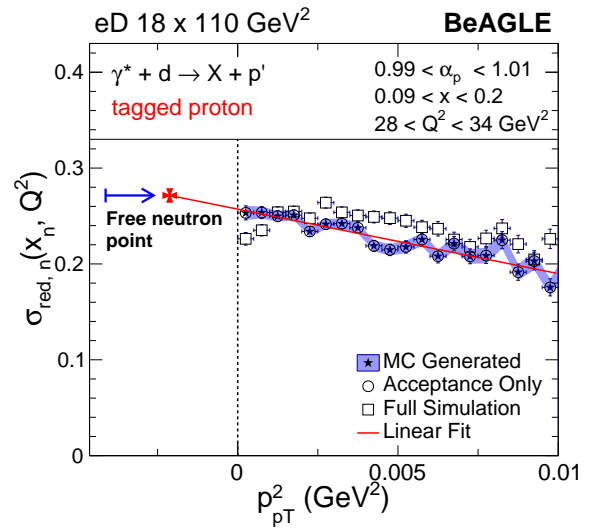 eD 18 x 110 GeV² BeAGLE
γ* + d → X + p'
tagged proton
0.99 < α_p < 1.01
0.09 < x < 0.2
28 < Q² < 34 GeV²
0.4
0.3
0.2
0.1
0
σ_red, n(x_n, Q²)
Free neutron
point
MC Generated
Acceptance Only
Full Simulation
Linear Fit
0 0.005 0.01
p²_pT (GeV²)